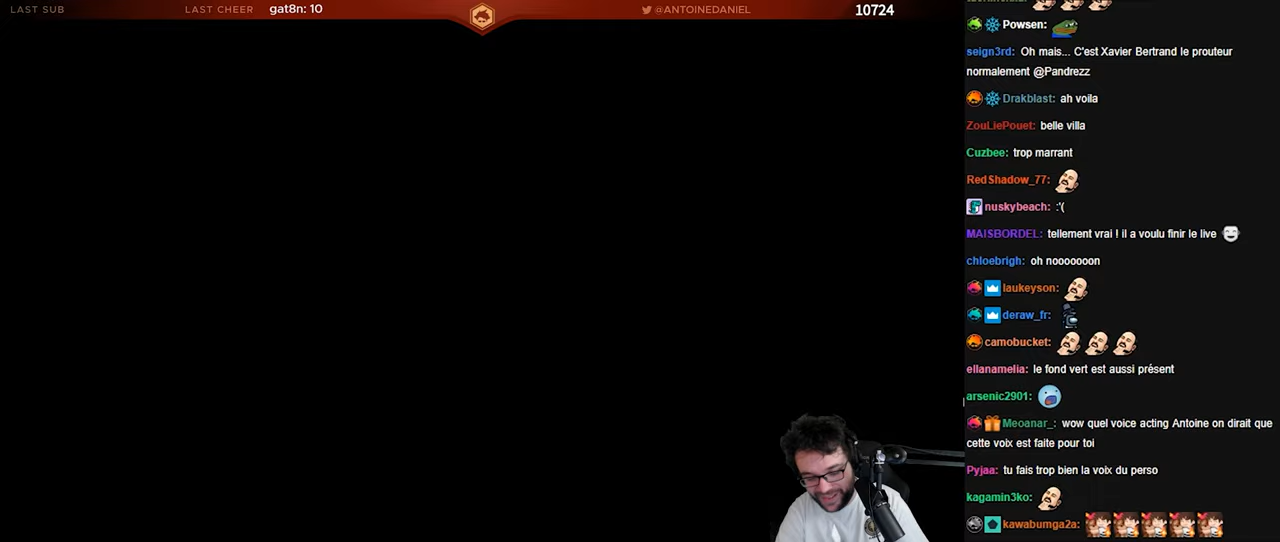 LAST SUB
LAST CHEER gat8n: 10
@ANTOINEDANIEL
10724
Powsen:
seign3rd: Oh mais... C'est Xavier Bertrand le prouteur
normalement @Pandrezz
Drakblast: ah voila
ZouLiePouet: belle villa
Cuzbee: trop marrant
RedShadow_77:
nuskybeach: :'(
MAISBORDEL: tellement vrai ! il a voulu finir le live
chloebrigh: oh nooooooon
laukeyson:
deraw_fr:
camobucket:
ellanamelia: le fond vert est aussi présent
arsenic2901:
Meoanar_: wow quel voice acting Antoine on dirait que
cette voix est faite pour toi
Pyjaa: tu fais trop bien la voix du perso
kagamin3ko:
kawabumga2a: